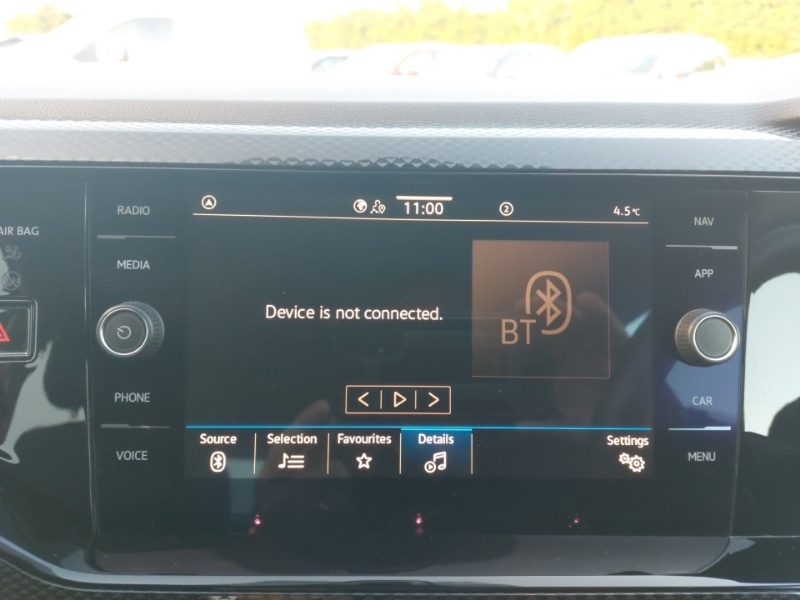 11:00
2
4.5°C
AIR BAG
RADIO
MEDIA
PHONE
VOICE
Device is not connected.
BT
Source
Selection
Favourites
Details
Settings
NAV
APP
CAR
MENU